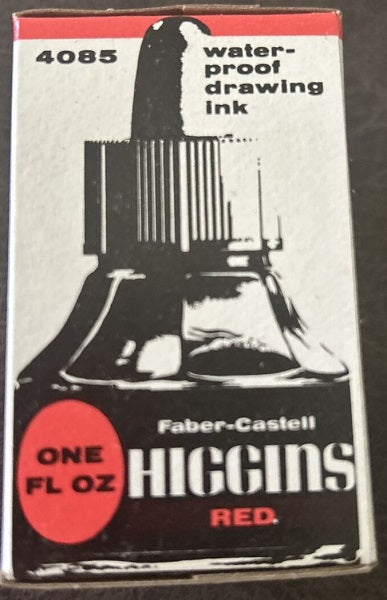 4085
water-
proof
drawing
ink
Faber-Castell
ONE
FL OZ
HIGGINS
RED